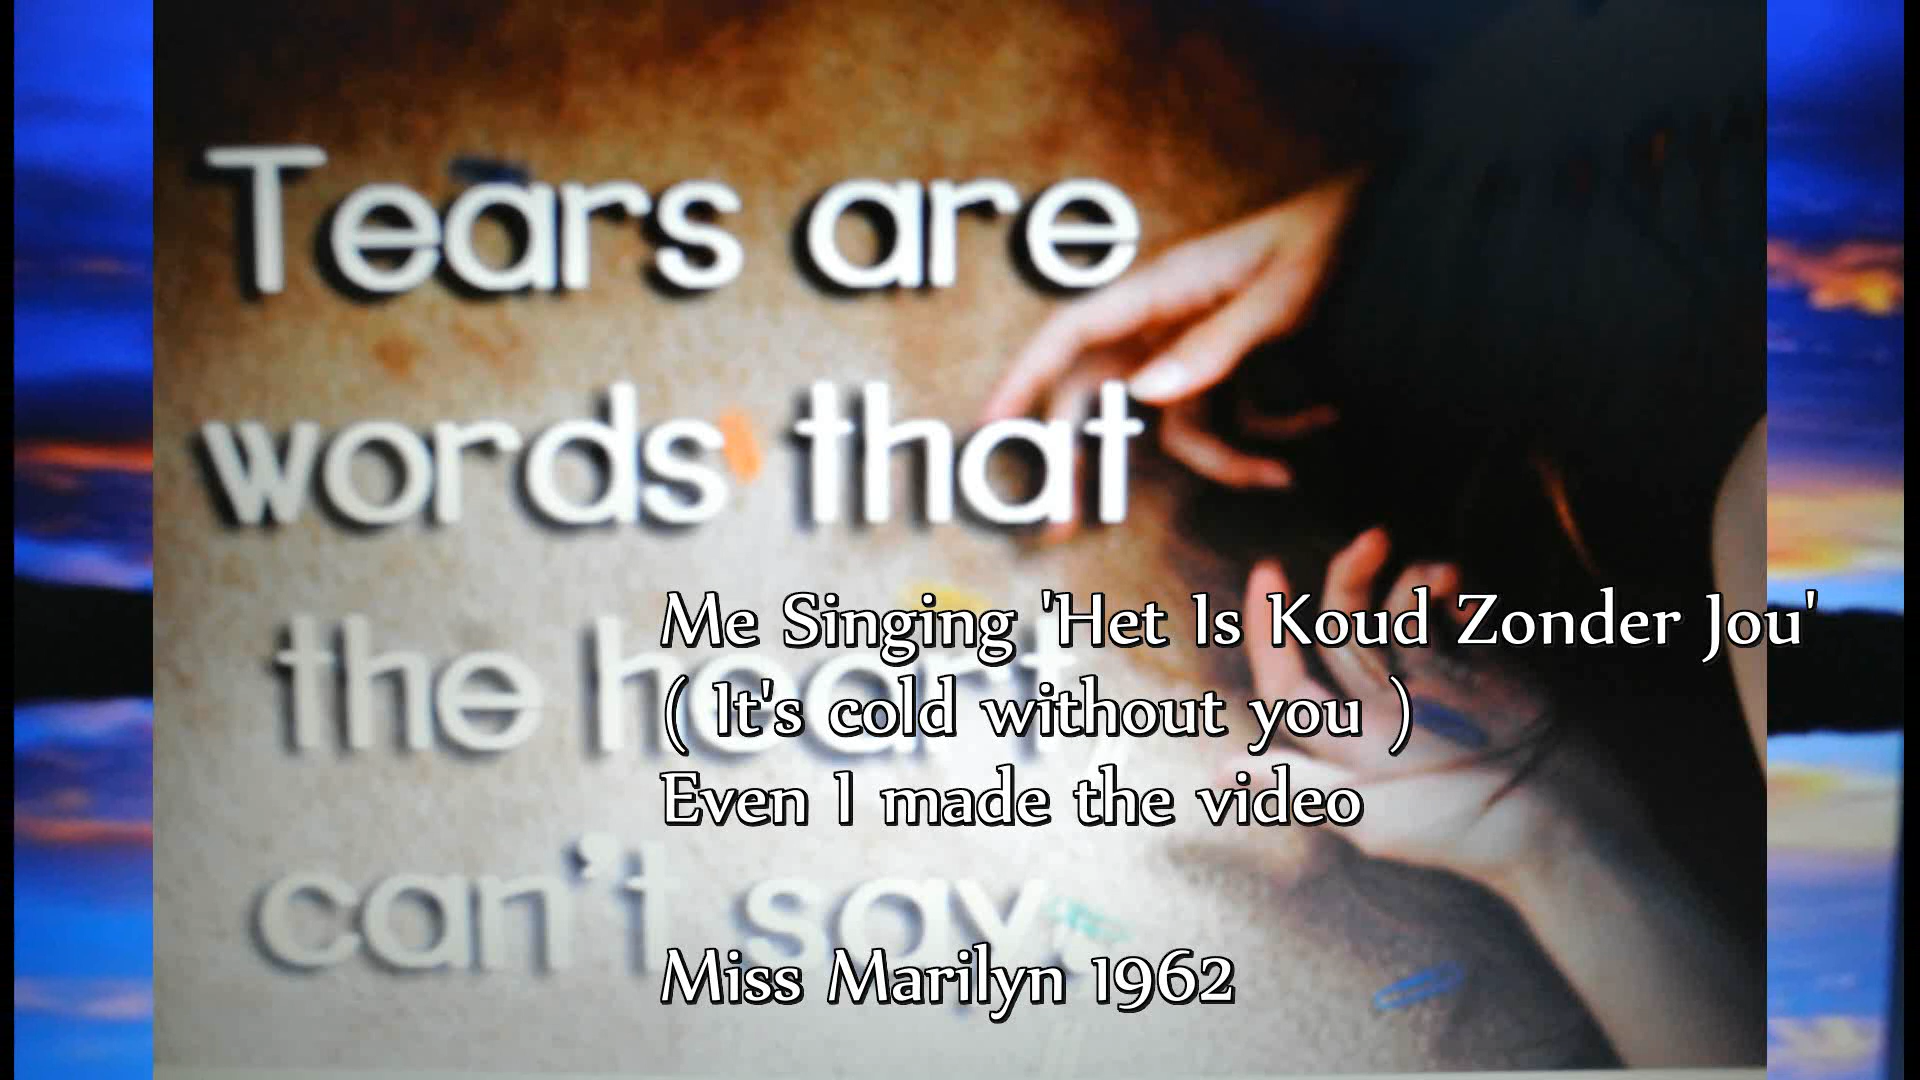 Tears are
words that
the heart
can't say
Me Singing 'Het Is Koud Zonder Jou'
( It's cold without you )
Even I made the video
Miss Marilyn 1962